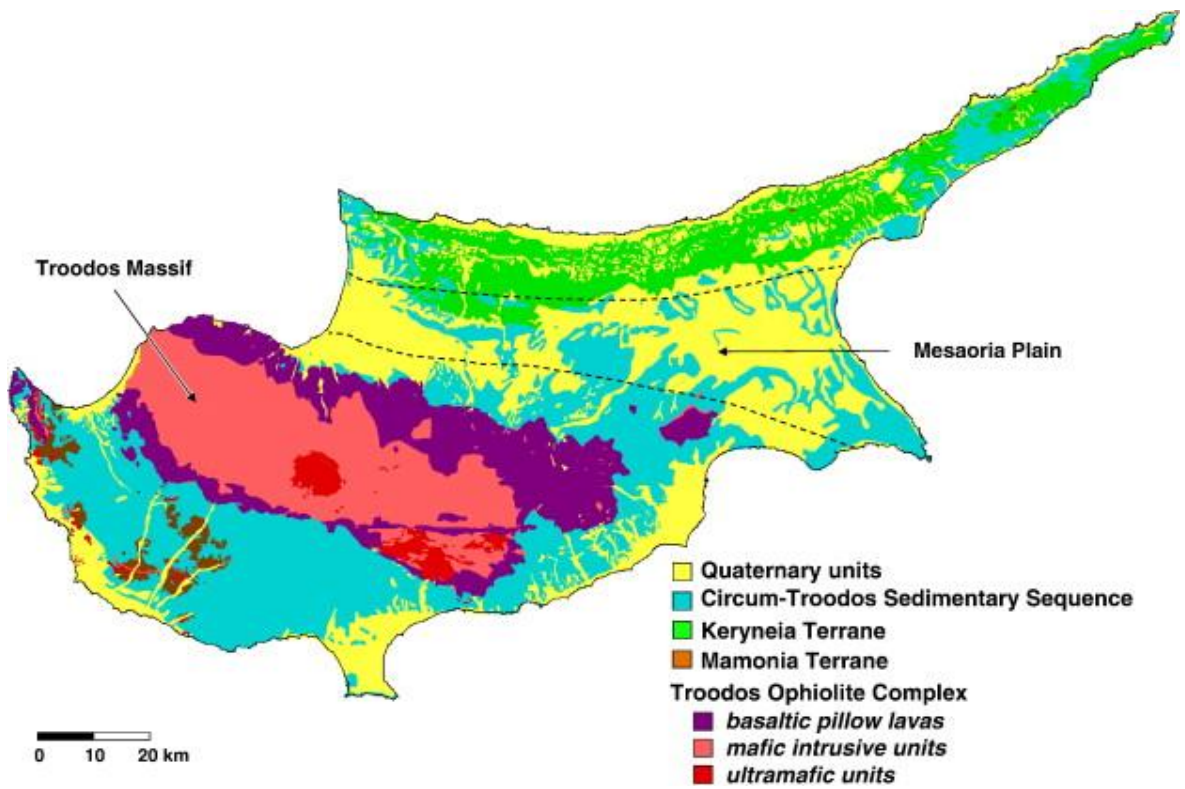 Troodos Massif
Mesaoria Plain
Quaternary units
Circum-Troodos Sedimentary Sequence
Keryneia Terrane
Mamonia Terrane
Troodos Ophiolite Complex
basaltic pillow lavas
mafic intrusive units
ultramafic units
0 10 20 km